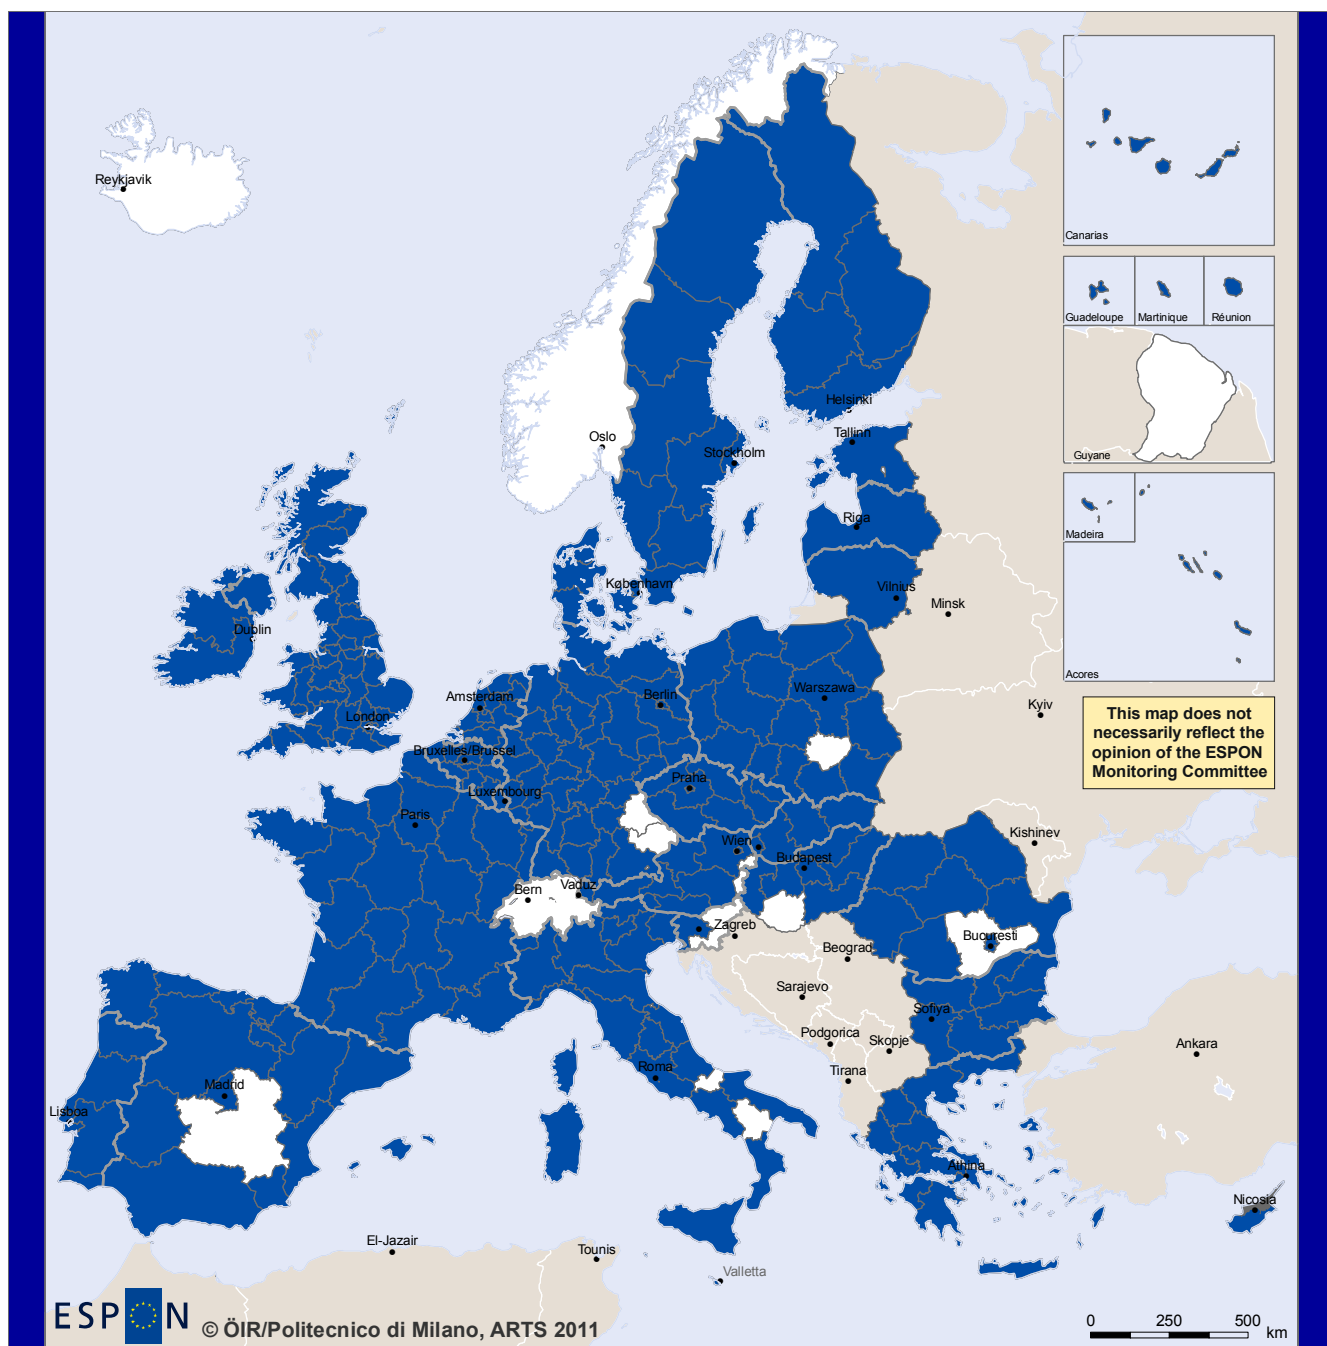 Reykjavik
Canarias
Guadeloupe
Martinique
Réunion
Helsinki
Tallinn
Oslo
Stockholm
Guyane
Riga
Madeira
København
Vilnius
Minsk
Dublin
Acores
Amsterdam
Berlin
Warszawa
Kyiv
London
This map does not
necessarily reflect the
opinion of the ESPON
Monitoring Committee
Bruxelles/Brussel
Praha
Luxembourg
Paris
Kishinev
Wien
Budapest
Bern
Vaduz
Zagreb
Bucuresti
Beograd
Sarajevo
Sofiya
Podgorica
Skopje
Ankara
Roma
Tirana
Madrid
Lisboa
Athina
Nicosia
El-Jazair
Tounis
Valletta
ESPON
© ÖIR/Politecnico di Milano, ARTS 2011
0 250 500
km